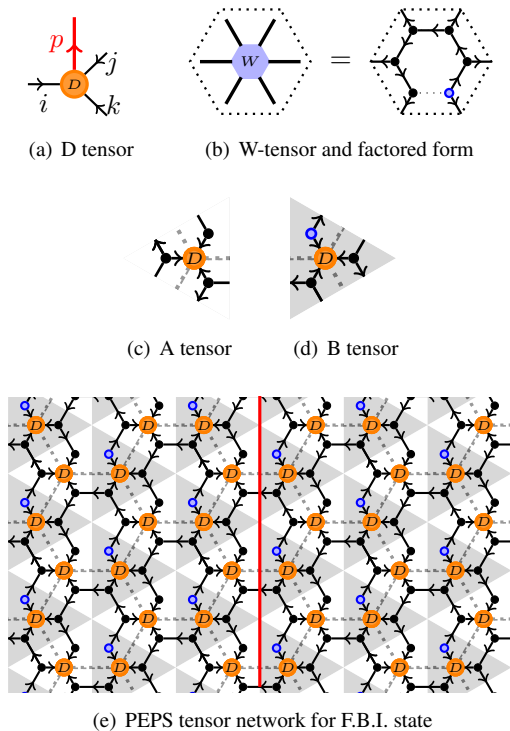 p
D
j
i
k
W
=
(a) D tensor
(b) W-tensor and factored form
D
D
(c) A tensor
(d) B tensor
D D D D D D
D D D D D D
D D D D D D
D D D D D D
D D D D D D
D D D D D D
(e) PEPS tensor network for F.B.I. state